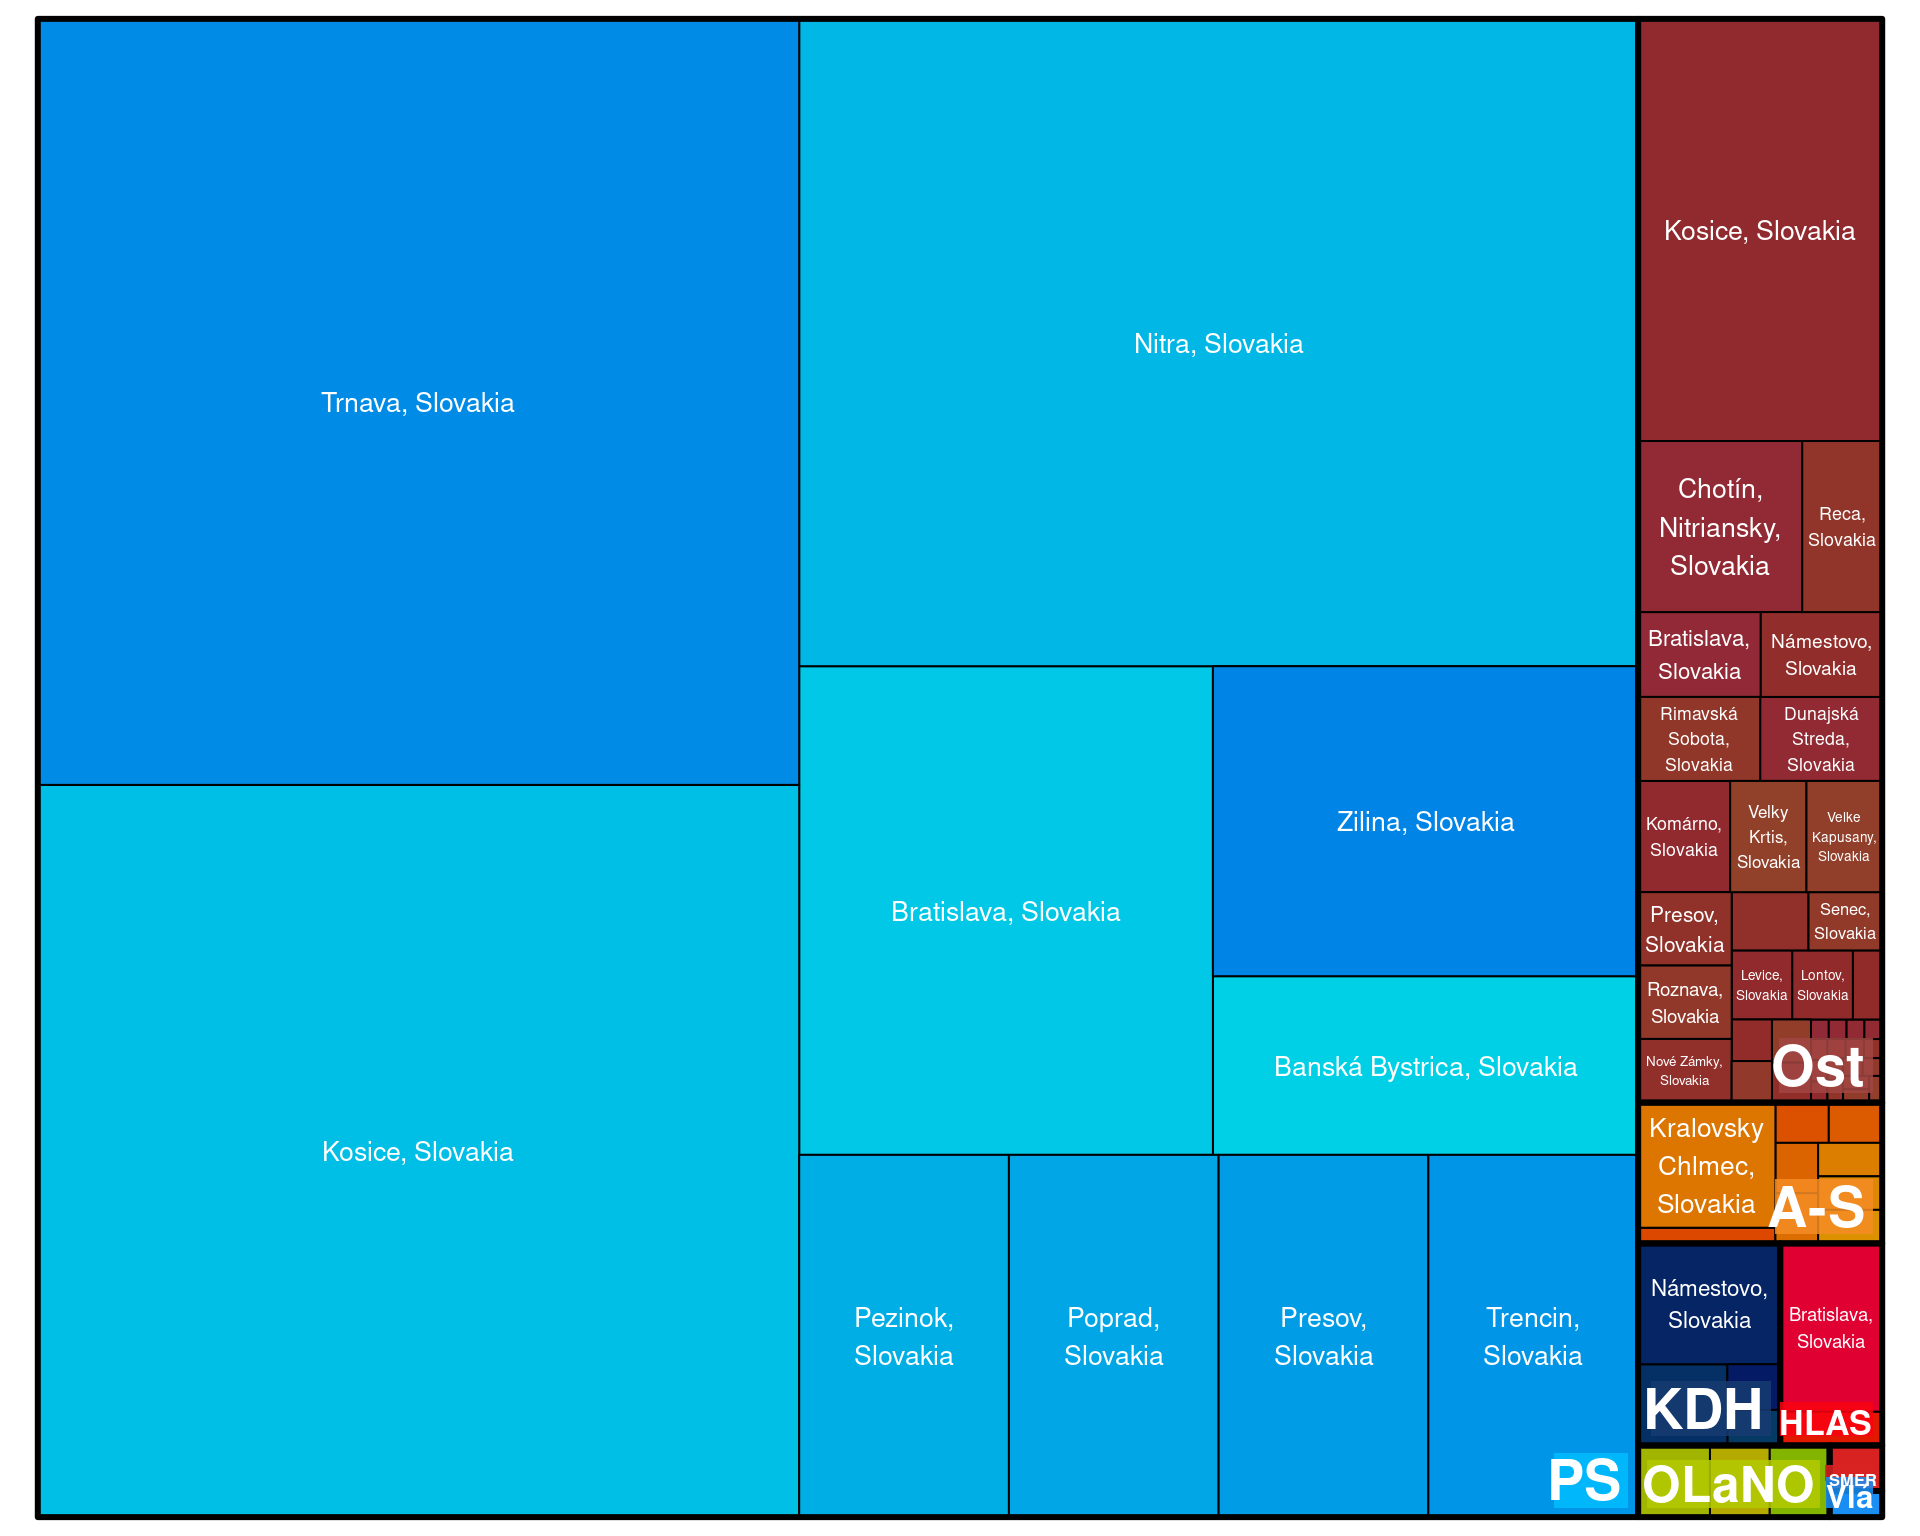 Trnava, Slovakia
Nitra, Slovakia
Kosice, Slovakia
Bratislava, Slovakia
Zilina, Slovakia
Banská Bystrica, Slovakia
Pezinok,
Slovakia
Poprad,
Slovakia
Presov,
Slovakia
Trencin,
Slovakia
PS
Kosice, Slovakia
Chotín,
Nitriansky,
Slovakia
Reca,
Slovakia
Bratislava,
Slovakia
Námestovo,
Slovakia
Rimavská
Sobota,
Slovakia
Dunajská
Streda,
Slovakia
Komárno,
Slovakia
Velky
Krtis,
Slovakia
Velke
Kapusany,
Slovakia
Presov,
Slovakia
Senec,
Slovakia
Levice,
Slovakia
Lontov,
Slovakia
Roznava,
Slovakia
Nové Zámky,
Slovakia
Ost
Kralovsky
Chlmec,
Slovakia
A-S
Námestovo,
Slovakia
KDH
Bratislava,
Slovakia
HLAS
OLaNO
SMER
Vlá